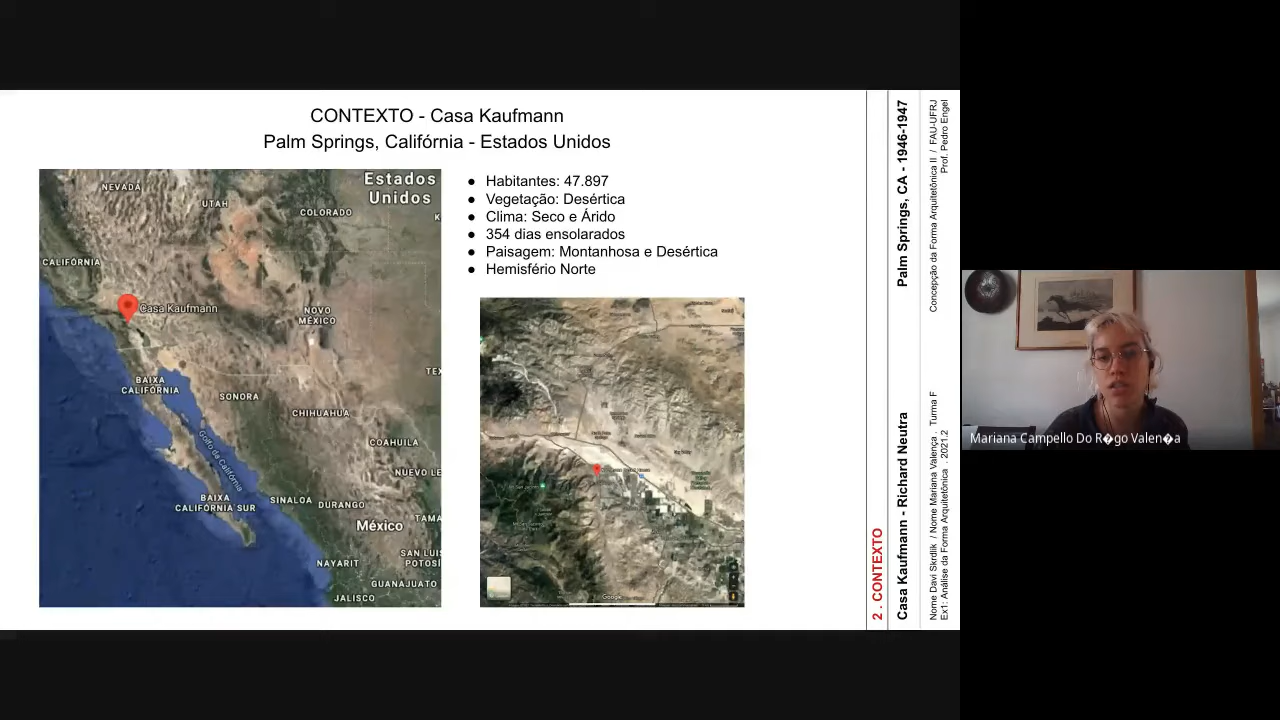 CONTEXTO - Casa Kaufmann
Palm Springs, Califórnia - Estados Unidos
Estados
Unidos
NEVADA
UTAH
COLORADO
K
CALIFÓRNIA
Casa Kaufmann
NOVO
MÉXICO
TEX
BAIXA
CALIFÓRNIA
SONORA
CHIHUAHUA
Golfo da Califórnia
COAHUILA
NUEVO LE
BAIXA
CALIFÓRNIA SUR
SINALOA
DURANGO
México
TAMA
NAYARIT
SAN LUIS
POTOSÍ
GUANAJUATO
JALISCO
● Habitantes: 47.897
● Vegetação: Desértica
● Clima: Seco e Árido
● 354 dias ensolarados
● Paisagem: Montanhosa e Desértica
● Hemisfério Norte
Google
2 . CONTEXTO
Casa Kaufmann - Richard Neutra
Palm Springs, CA - 1946-1947
Nome Davi Skrdlik / Nome Mariana Valença . Turma F
Ex1: Análise da Forma Arquitetônica . 2021.2
Concepção da Forma Arquitetônica II / FAU-UFRJ
Prof. Pedro Engel
Mariana Campello Do R�go Valen�a